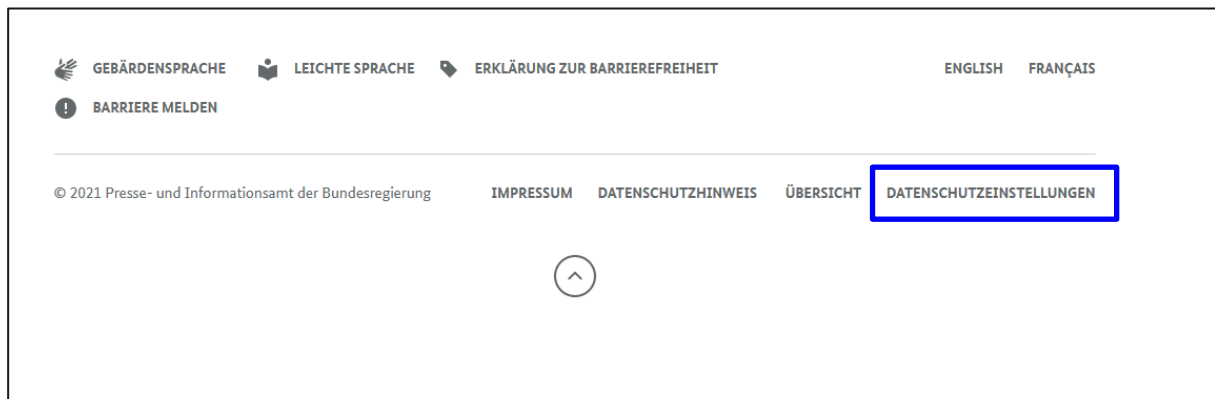 GEBÄRDENSPRACHE LEICHTE SPRACHE ERKLÄRUNG ZUR BARRIEREFREIHEIT ENGLISH FRANÇAIS
BARRIERE MELDEN
© 2021 Presse- und Informationsamt der Bundesregierung IMPRESSUM DATENSCHUTZHINWEIS ÜBERSICHT DATENSCHUTZEINSTELLUNGEN